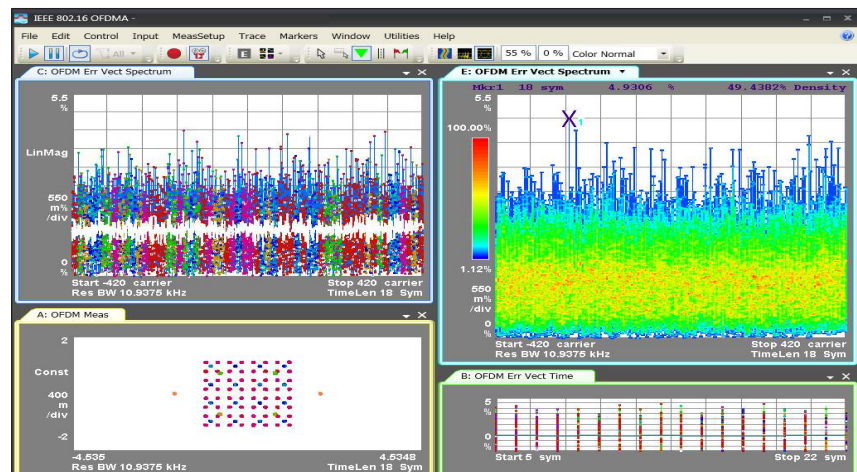 IEEE 802.16 OFDMA -
File Edit Control Input MeasSetup Trace Markers Window Utilities Help
All 17 E 55 % 0 % Color Normal
C: OFDM Err Vect Spectrum
5.5
%
LinMag
550
m%
/div
0
%
Start -420 carrier Stop 420 carrier
Res BW 10.9375 kHz TimeLen 18 Sym
E: OFDM Err Vect Spectrum
Mkr1 18 sym 4.9306 % 49.4382% Density
5.5
%
1
100.00%
1.12%
550
m%
/div
0
%
Start -420 carrier Stop 420 carrier
Res BW 10.9375 kHz TimeLen 18 Sym
A: OFDM Meas
2
Const
400
m
/div
-2
-4.535 4.5348
Res BW 10.9375 kHz TimeLen 18 Sym
B: OFDM Err Vect Time
5
%
0
%
Start 5 sym Stop 22 sym